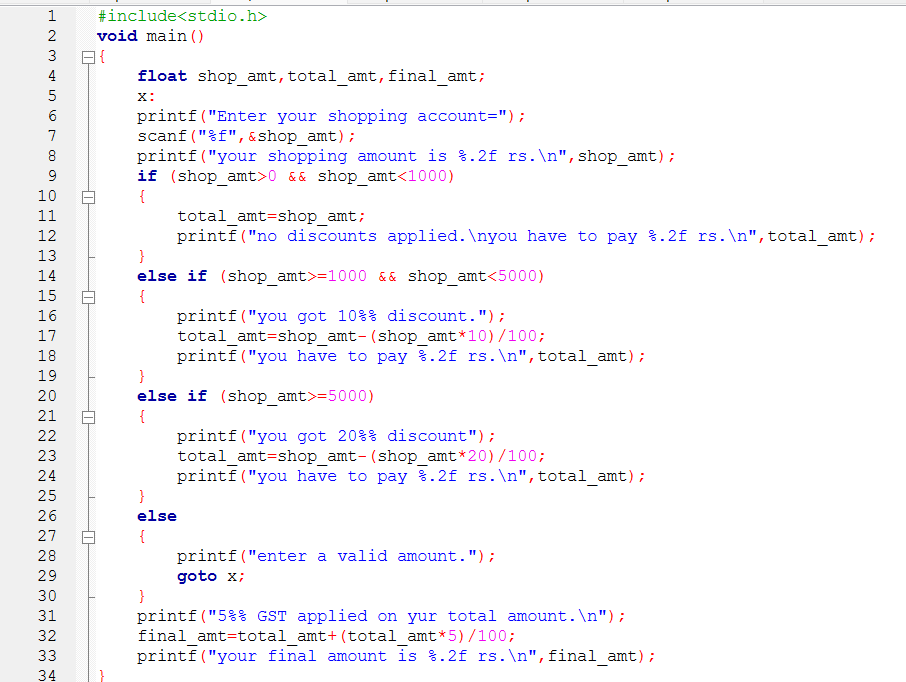 1 #include<stdio.h>
2 void main()
3 {
4 float shop_amt,total_amt,final_amt;
5 x:
6 printf("Enter your shopping account=");
7 scanf("%f",&shop_amt);
8 printf("your shopping amount is %.2f rs.\n",shop_amt);
9 if (shop_amt>0 && shop_amt<1000)
10 {
11 total_amt=shop_amt;
12 printf("no discounts applied.\nyou have to pay %.2f rs.\n",total_amt);
13 }
14 else if (shop_amt>=1000 && shop_amt<5000)
15 {
16 printf("you got 10%% discount.");
17 total_amt=shop_amt-(shop_amt*10)/100;
18 printf("you have to pay %.2f rs.\n",total_amt);
19 }
20 else if (shop_amt>=5000)
21 {
22 printf("you got 20%% discount");
23 total_amt=shop_amt-(shop_amt*20)/100;
24 printf("you have to pay %.2f rs.\n",total_amt);
25 }
26 else
27 {
28 printf("enter a valid amount.");
29 goto x;
30 }
31 printf("5%% GST applied on yur total amount.\n");
32 final_amt=total_amt+(total_amt*5)/100;
33 printf("your final amount is %.2f rs.\n",final_amt);
34 }